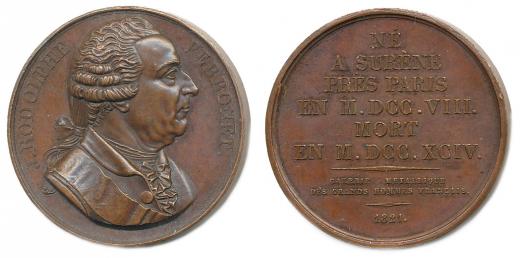 J. RODOLPHE PERRONET.
NÉ
A SURÊNE
PRÈS PARIS
EN M.DCC.VIII.
MORT
EN M.DCC.XCIV.
GALERIE METALLIQUE
DES GRANDS HOMMES FRANÇAIS.
1821.